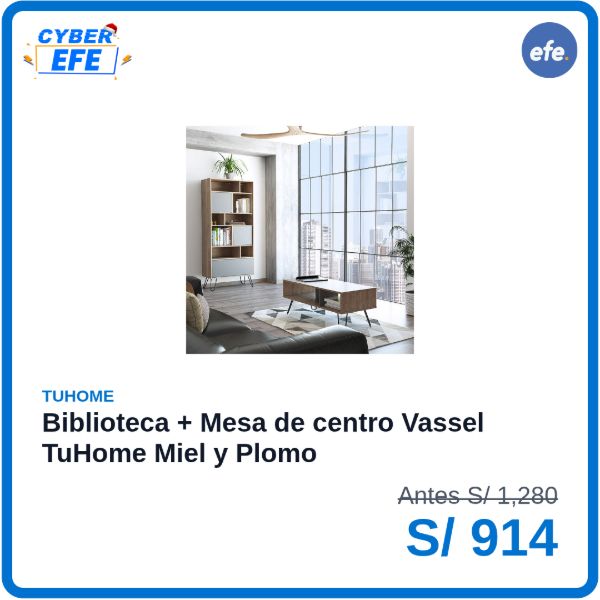 CYBER
EFE
efe.
TUHOME
Biblioteca + Mesa de centro Vassel
TuHome Miel y Plomo
Antes S/ 1,280
S/ 914